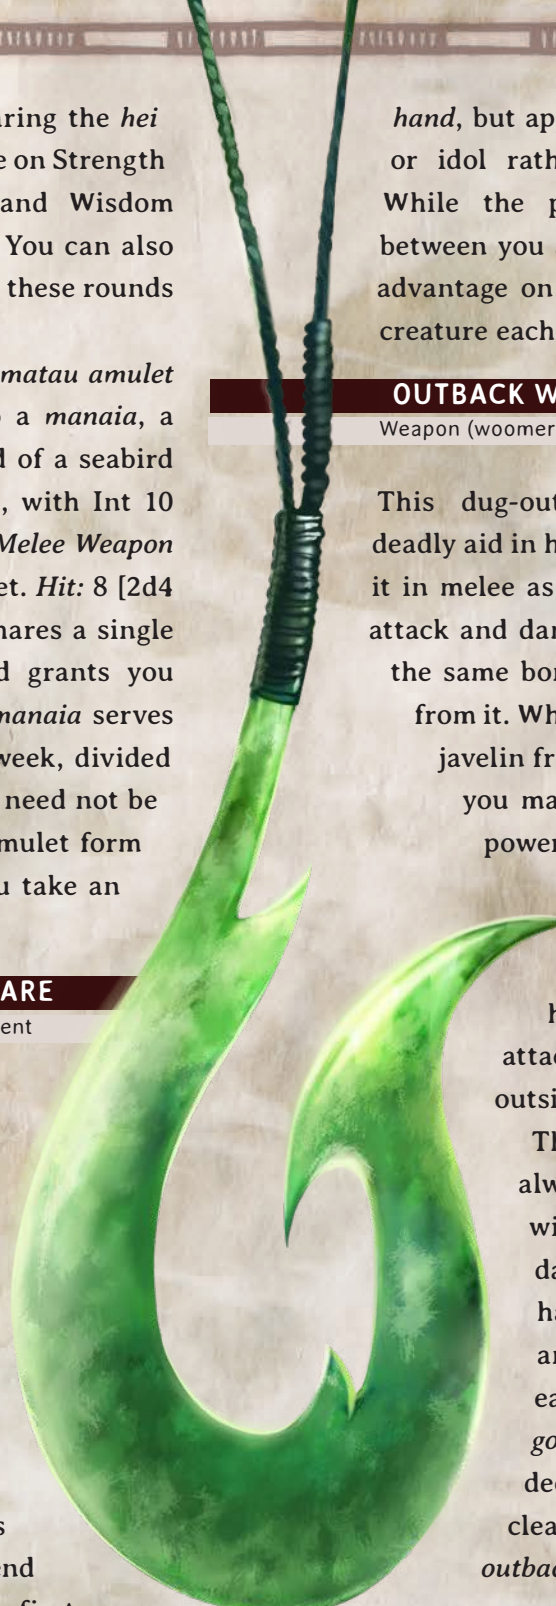 aring the hei
e on Strength
and Wisdom
You can also
these rounds
matau amulet
a manaia, a
d of a seabird
, with Int 10
Melee Weapon
et. Hit: 8 [2d4
hares a single
d grants you
manaia serves
week, divided
need not be
mulet form
u take an
ARE
ent
s
end
hand, but ap
or idol rath
While the p
between you
advantage on
creature each
OUTBACK W
Weapon (woomer
This dug-out
deadly aid in h
it in melee as
attack and dar
the same bor
from it. Wh
javelin fr
you ma
power
h
attac
outsi
Th
alw
wi
da
ha
ar
ea
go
dec
clea
outbac